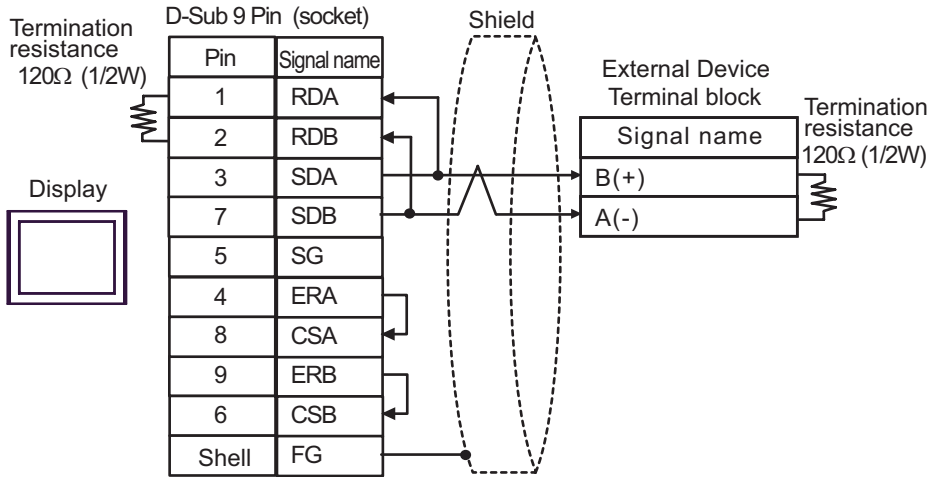 D-Sub 9 Pin (socket)
Termination
resistance
120Ω (1/2W)
Shield
Pin Signal name
1 RDA
2 RDB
3 SDA
7 SDB
5 SG
4 ERA
8 CSA
9 ERB
6 CSB
Shell FG
Display
External Device
Terminal block
Signal name
B(+)
A(-)
Termination
resistance
120Ω (1/2W)